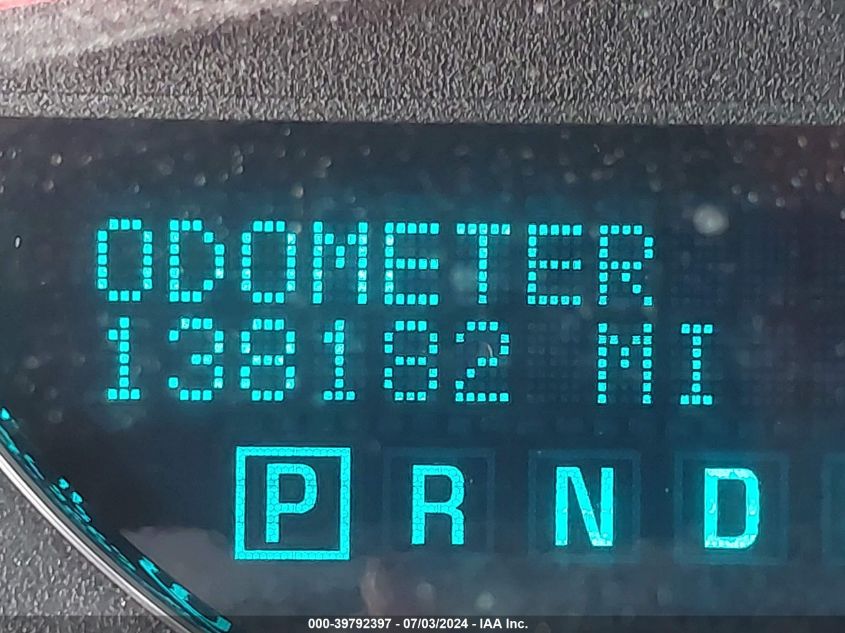 ODOMETER
138182 MI
P R N D
000-39792397 - 07/03/2024 - IAA Inc.